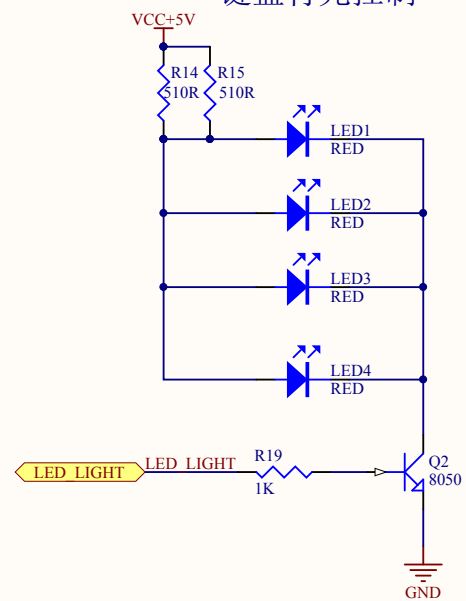 VCC+5V
R14
510R
R15
510R
LED1
RED
LED2
RED
LED3
RED
LED4
RED
LED_LIGHT
LED_LIGHT
R19
1K
Q2
8050
GND